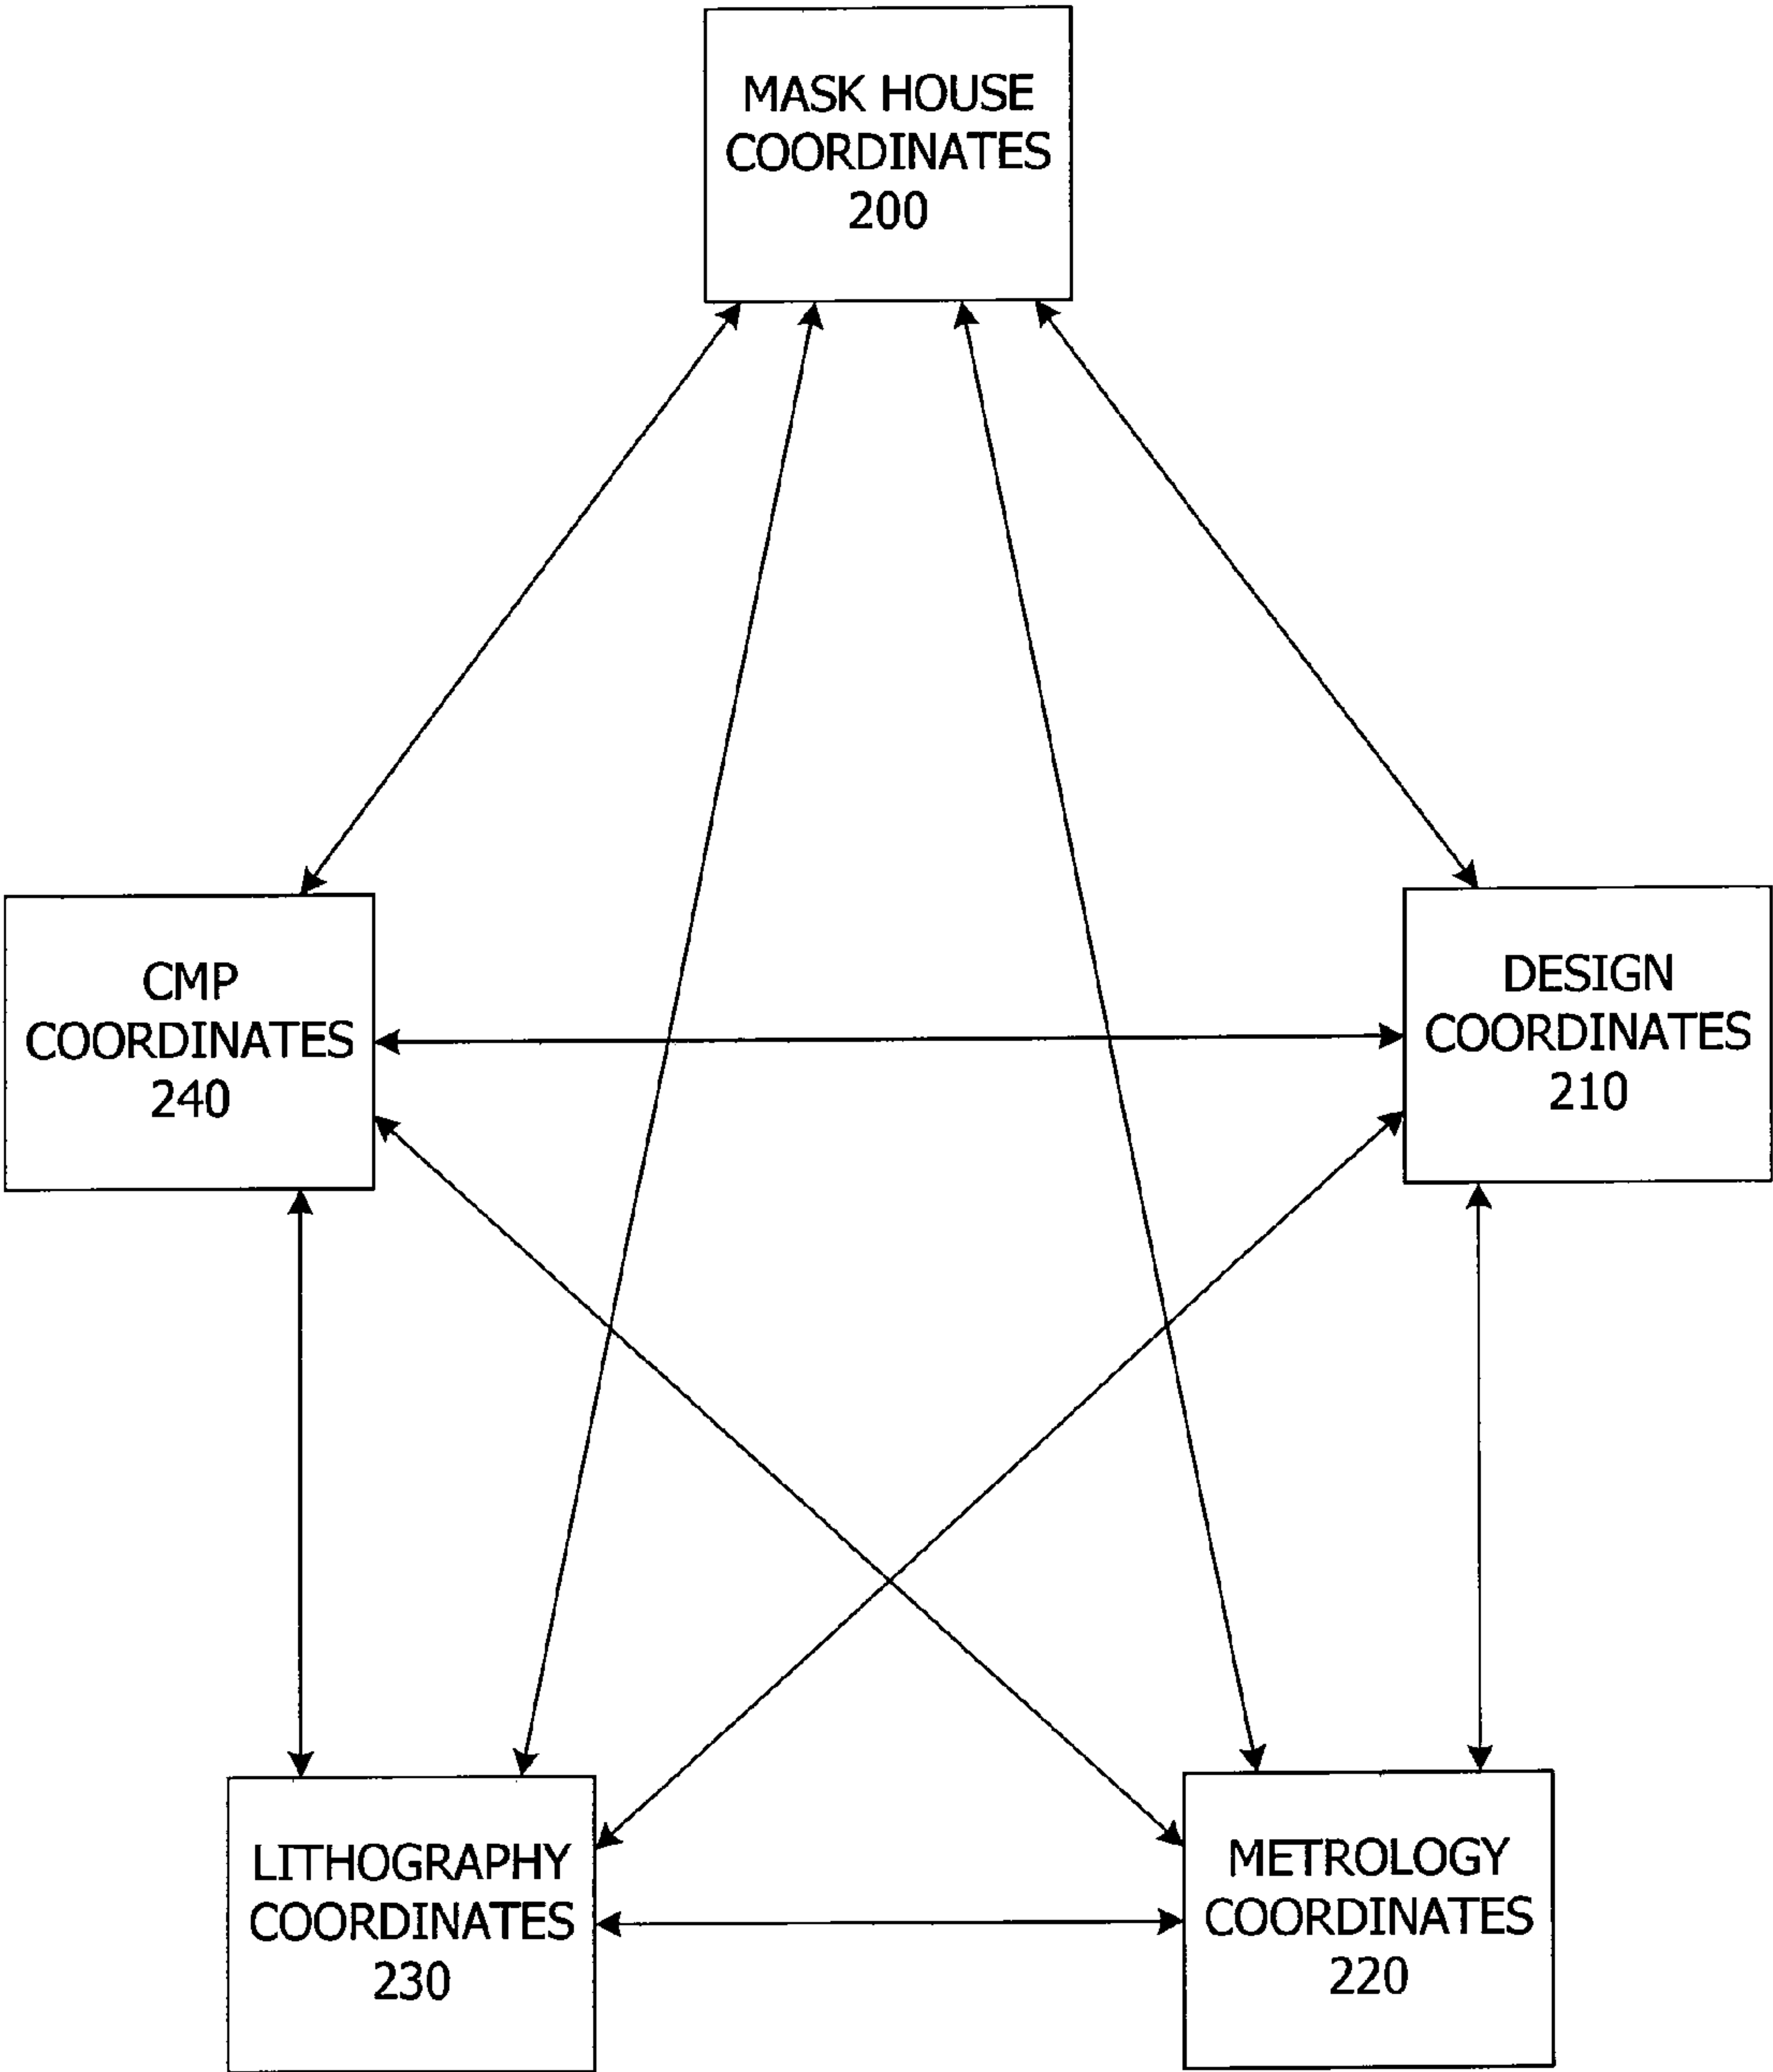 MASK HOUSE
COORDINATES
200
CMP
COORDINATES
240
DESIGN
COORDINATES
210
LITHOGRAPHY
COORDINATES
230
METROLOGY
COORDINATES
220